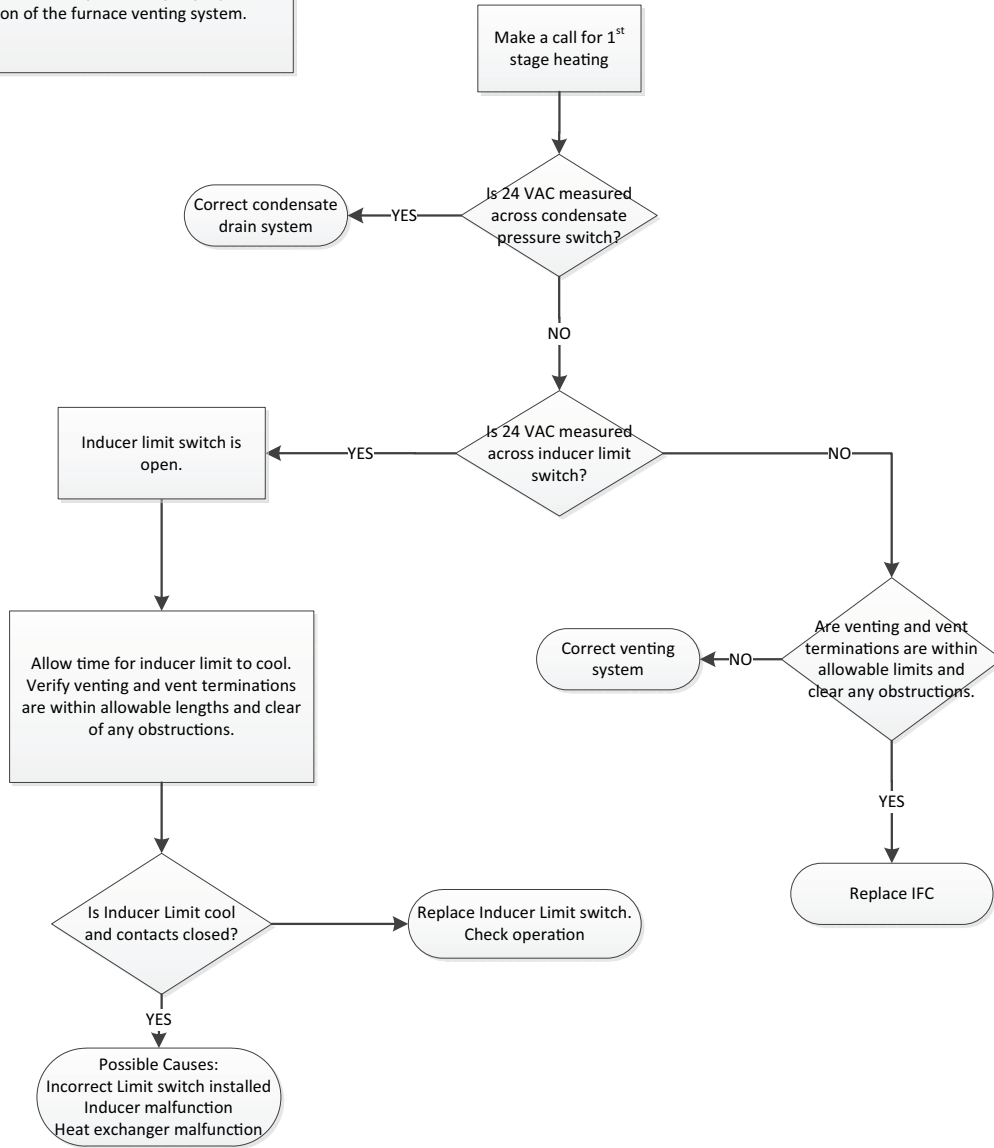 on of the furnace venting system.
Make a call for 1st
stage heating
Is 24 VAC measured
across condensate
pressure switch?
YES
Correct condensate
drain system
NO
Is 24 VAC measured
across inducer limit
switch?
YES
NO
Inducer limit switch is
open.
Allow time for inducer limit to cool.
Verify venting and vent terminations
are within allowable lengths and clear
of any obstructions.
Are venting and vent
terminations are within
allowable limits and
clear any obstructions.
NO
Correct venting
system
YES
Replace IFC
Is Inducer Limit cool
and contacts closed?
Replace Inducer Limit switch.
Check operation
YES
Possible Causes:
Incorrect Limit switch installed
Inducer malfunction
Heat exchanger malfunction